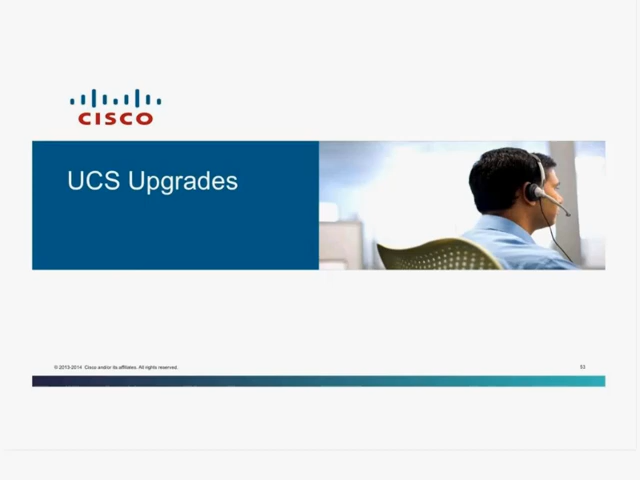 CISCO
UCS Upgrades
© 2013-2014 Cisco and/or its affiliates. All rights reserved.
53